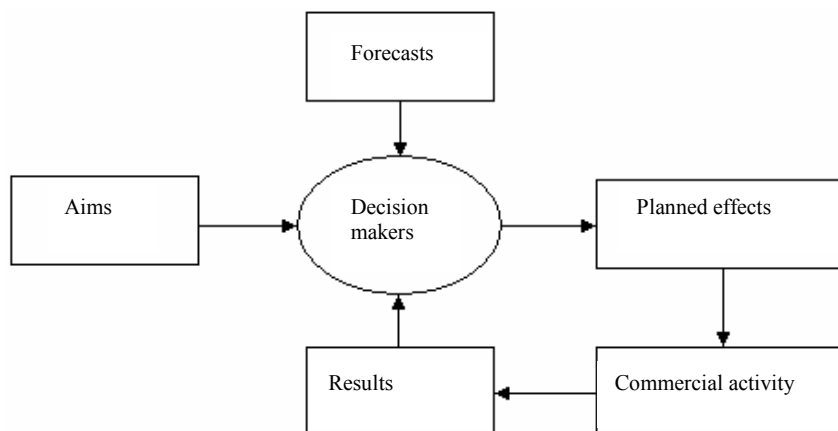 Forecasts
Aims
Decision
makers
Planned effects
Results
Commercial activity